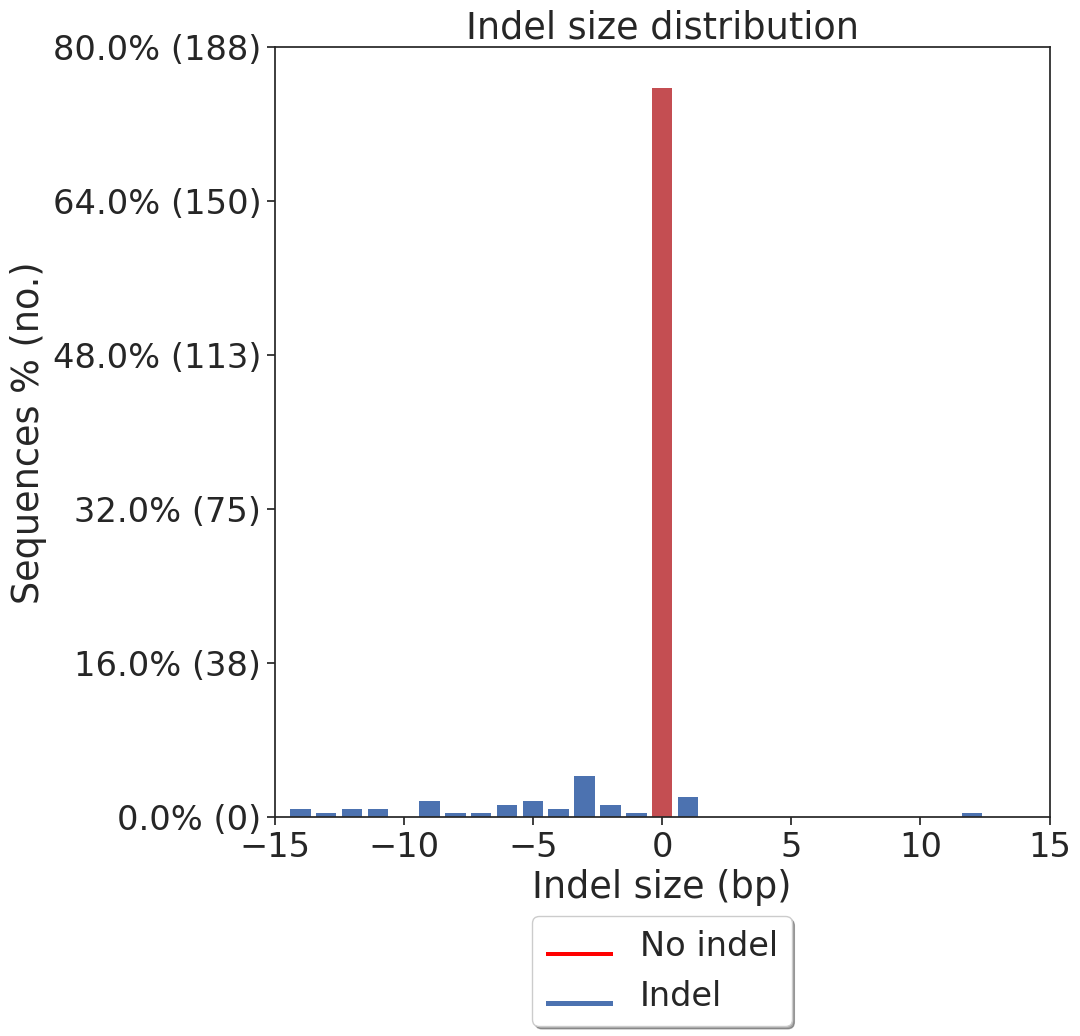 Indel size distribution
80.0% (188)
64.0% (150)
48.0% (113)
32.0% (75)
16.0% (38)
0.0% (0)
Sequences % (no.)
−15 −10 −5 0 5 10 15
Indel size (bp)
No indel
Indel